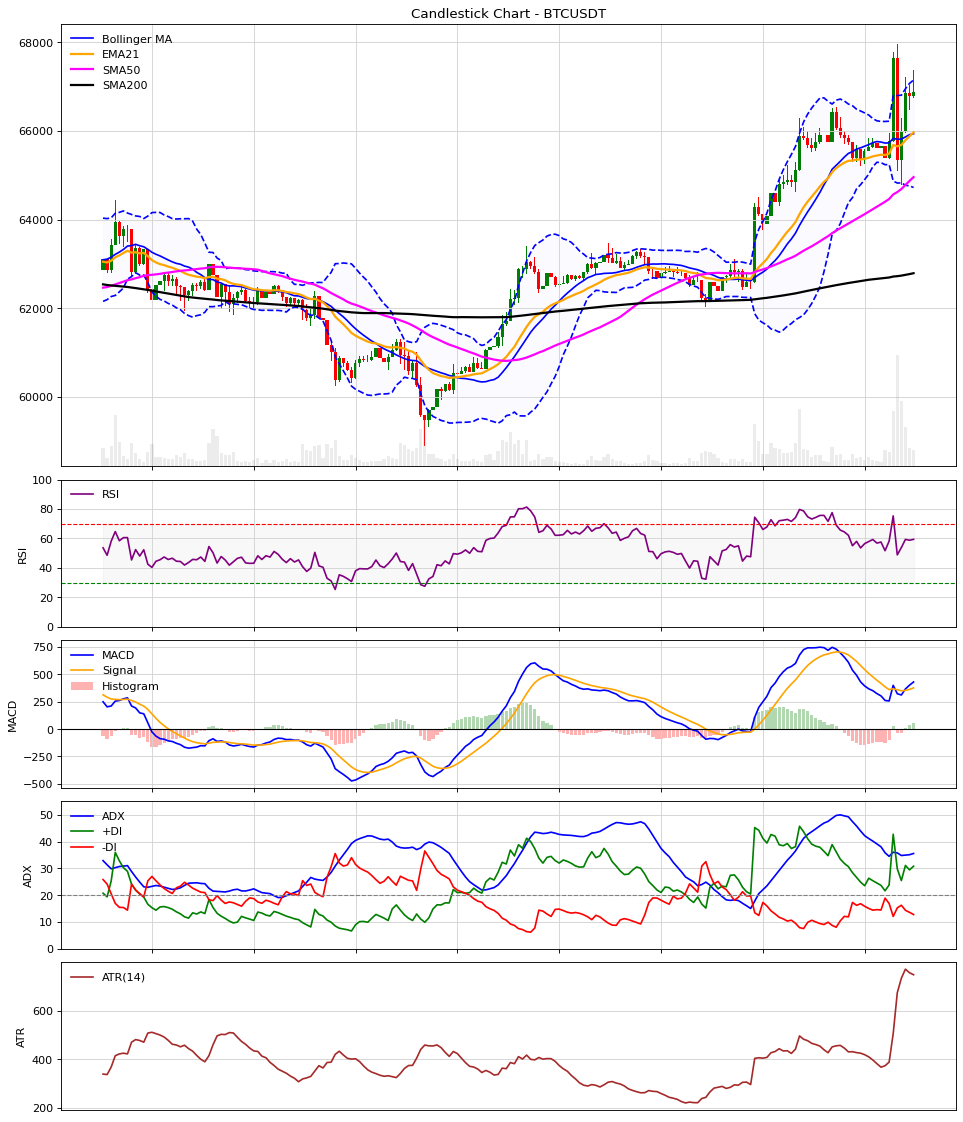 Candlestick Chart - BTCUSDT
68000
66000
64000
62000
60000
Bollinger MA
EMA21
SMA50
SMA200
100
80
60
40
20
0
RSI
RSI
750
500
250
0
−250
−500
MACD
MACD
Signal
Histogram
50
40
30
20
10
0
ADX
ADX
+DI
-DI
600
400
200
ATR
ATR(14)